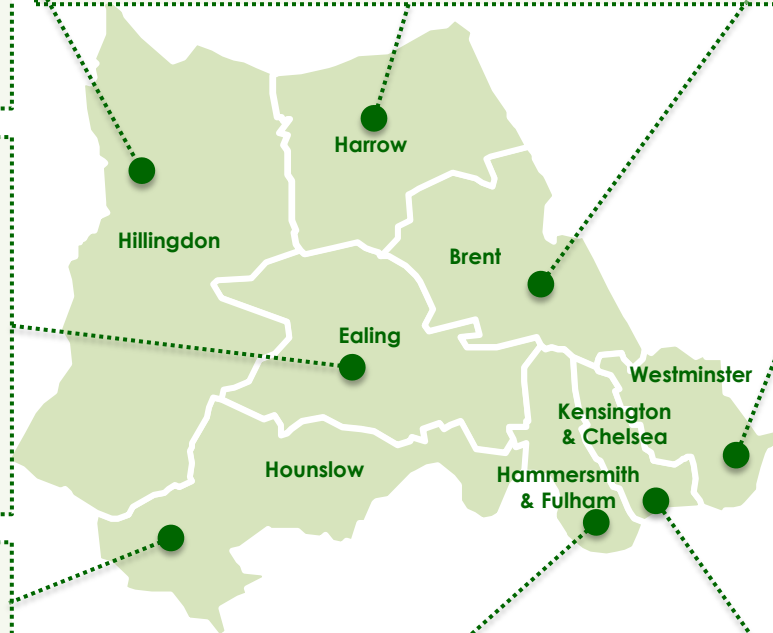 Harrow
Hillingdon
Brent
Ealing
Westminster
Kensington
& Chelsea
Hounslow
Hammersmith
& Fulham